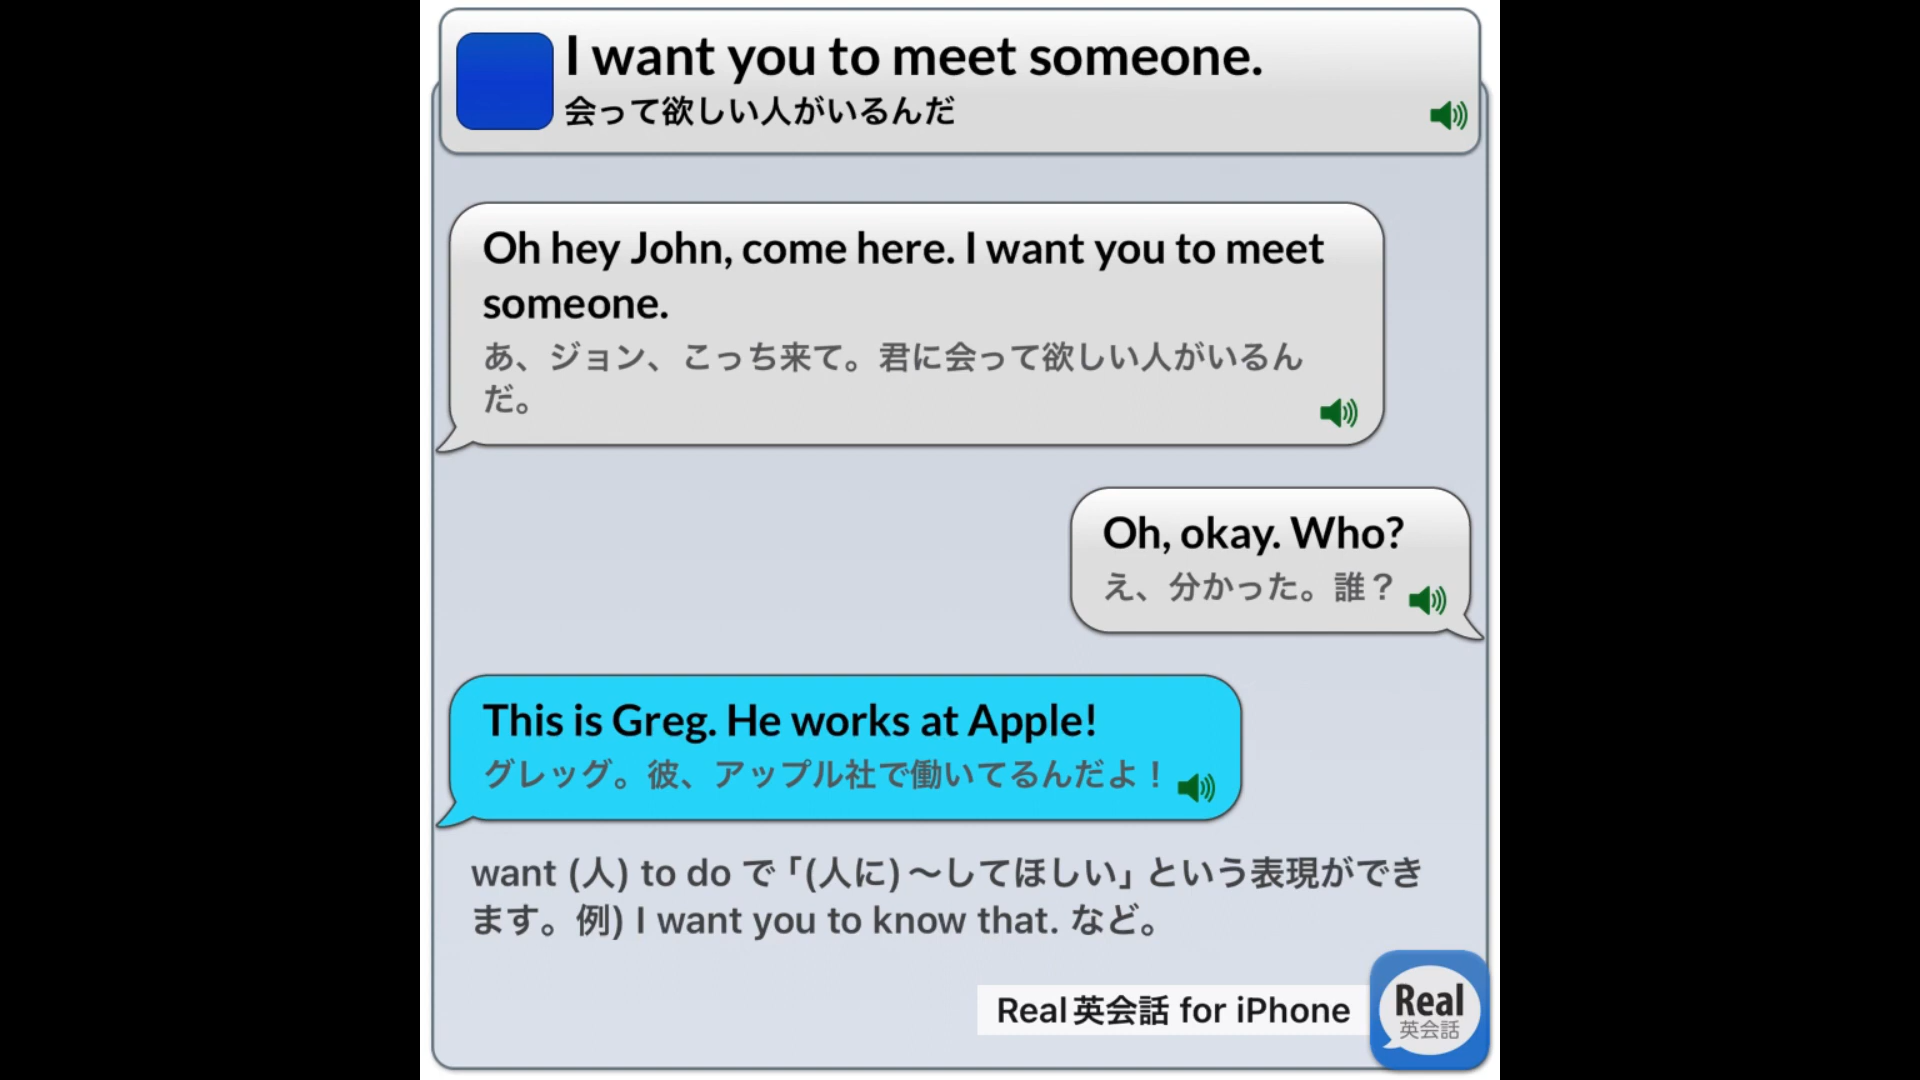 I want you to meet someone.
会って欲しい人がいるんだ
Oh hey John, come here. I want you to meet
someone.
あ、ジョン、こっち来て。君に会って欲しい人がいるん
だ。
Oh, okay. Who?
え、分かった。誰？
This is Greg. He works at Apple!
グレッグ。彼、アップル社で働いてるんだよ！
want (人) to do で「(人に) 〜してほしい」という表現ができ
ます。例) I want you to know that. など。
Real英会話 for iPhone
Real
英会話